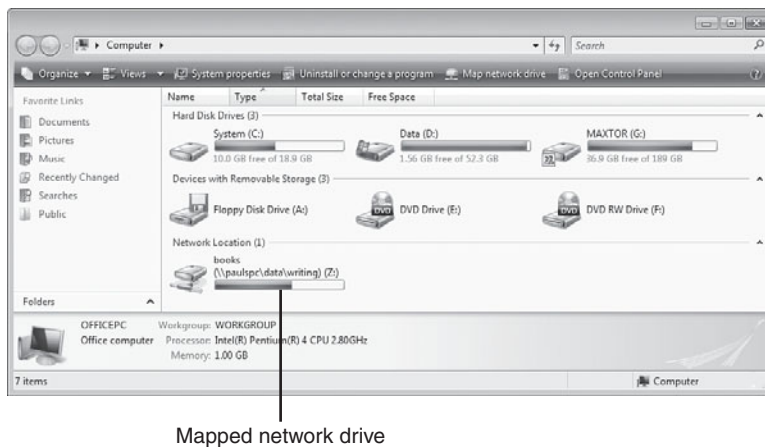 Computer
Search
Organize Views System properties Uninstall or change a program Map network drive Open Control Panel
Favorite Links
Documents
Pictures
Music
Recently Changed
Searches
Public
Folders
Name Type Total Size Free Space
Hard Disk Drives (3)
System (C:)
10.0 GB free of 18.9 GB
Data (D:)
1.56 GB free of 52.3 GB
MAXTOR (G:)
36.9 GB free of 189 GB
Devices with Removable Storage (3)
Floppy Disk Drive (A:)
DVD Drive (E:)
DVD RW Drive (F:)
Network Location (1)
books
(\\paulspc\data\writing) (Z:)
OFFICEPC Workgroup: WORKGROUP
Office computer Processor: Intel(R) Pentium(R) 4 CPU 2.80GHz
Memory: 1.00 GB
7 items Computer
Mapped network drive